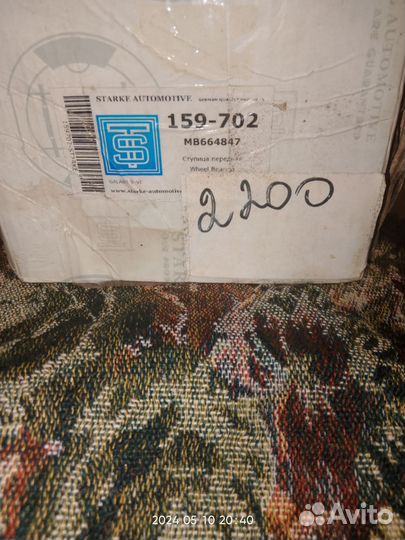 STARKE AUTOMOTIVE
159-702
MB664847
Ступица передняя
Wheel Bearing
www.starke-automotive
2200
2024 05 10 20:40
Avito